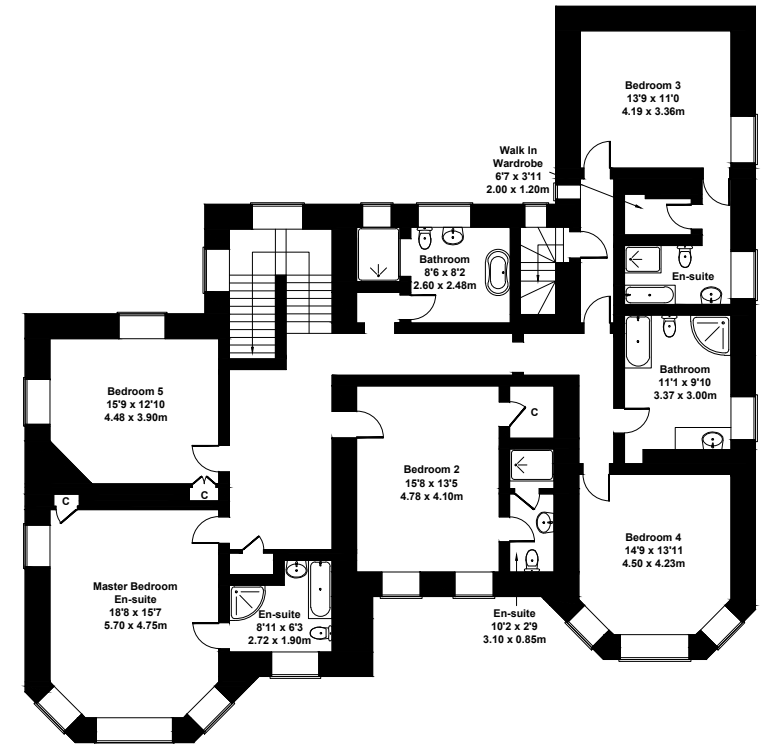 Bedroom 3
13'9 x 11'0
4.19 x 3.36m
Walk In
Wardrobe
6'7 x 3'11
2.00 x 1.20m
Bathroom
8'6 x 8'2
2.60 x 2.48m
En-suite
Bathroom
11'1 x 9'10
3.37 x 3.00m
Bedroom 5
15'9 x 12'10
4.48 x 3.90m
C
Bedroom 2
15'8 x 13'5
4.78 x 4.10m
C
C
Bedroom 4
14'9 x 13'11
4.50 x 4.23m
Master Bedroom
En-suite
18'8 x 15'7
5.70 x 4.75m
En-suite
8'11 x 6'3
2.72 x 1.90m
En-suite
10'2 x 2'9
3.10 x 0.85m